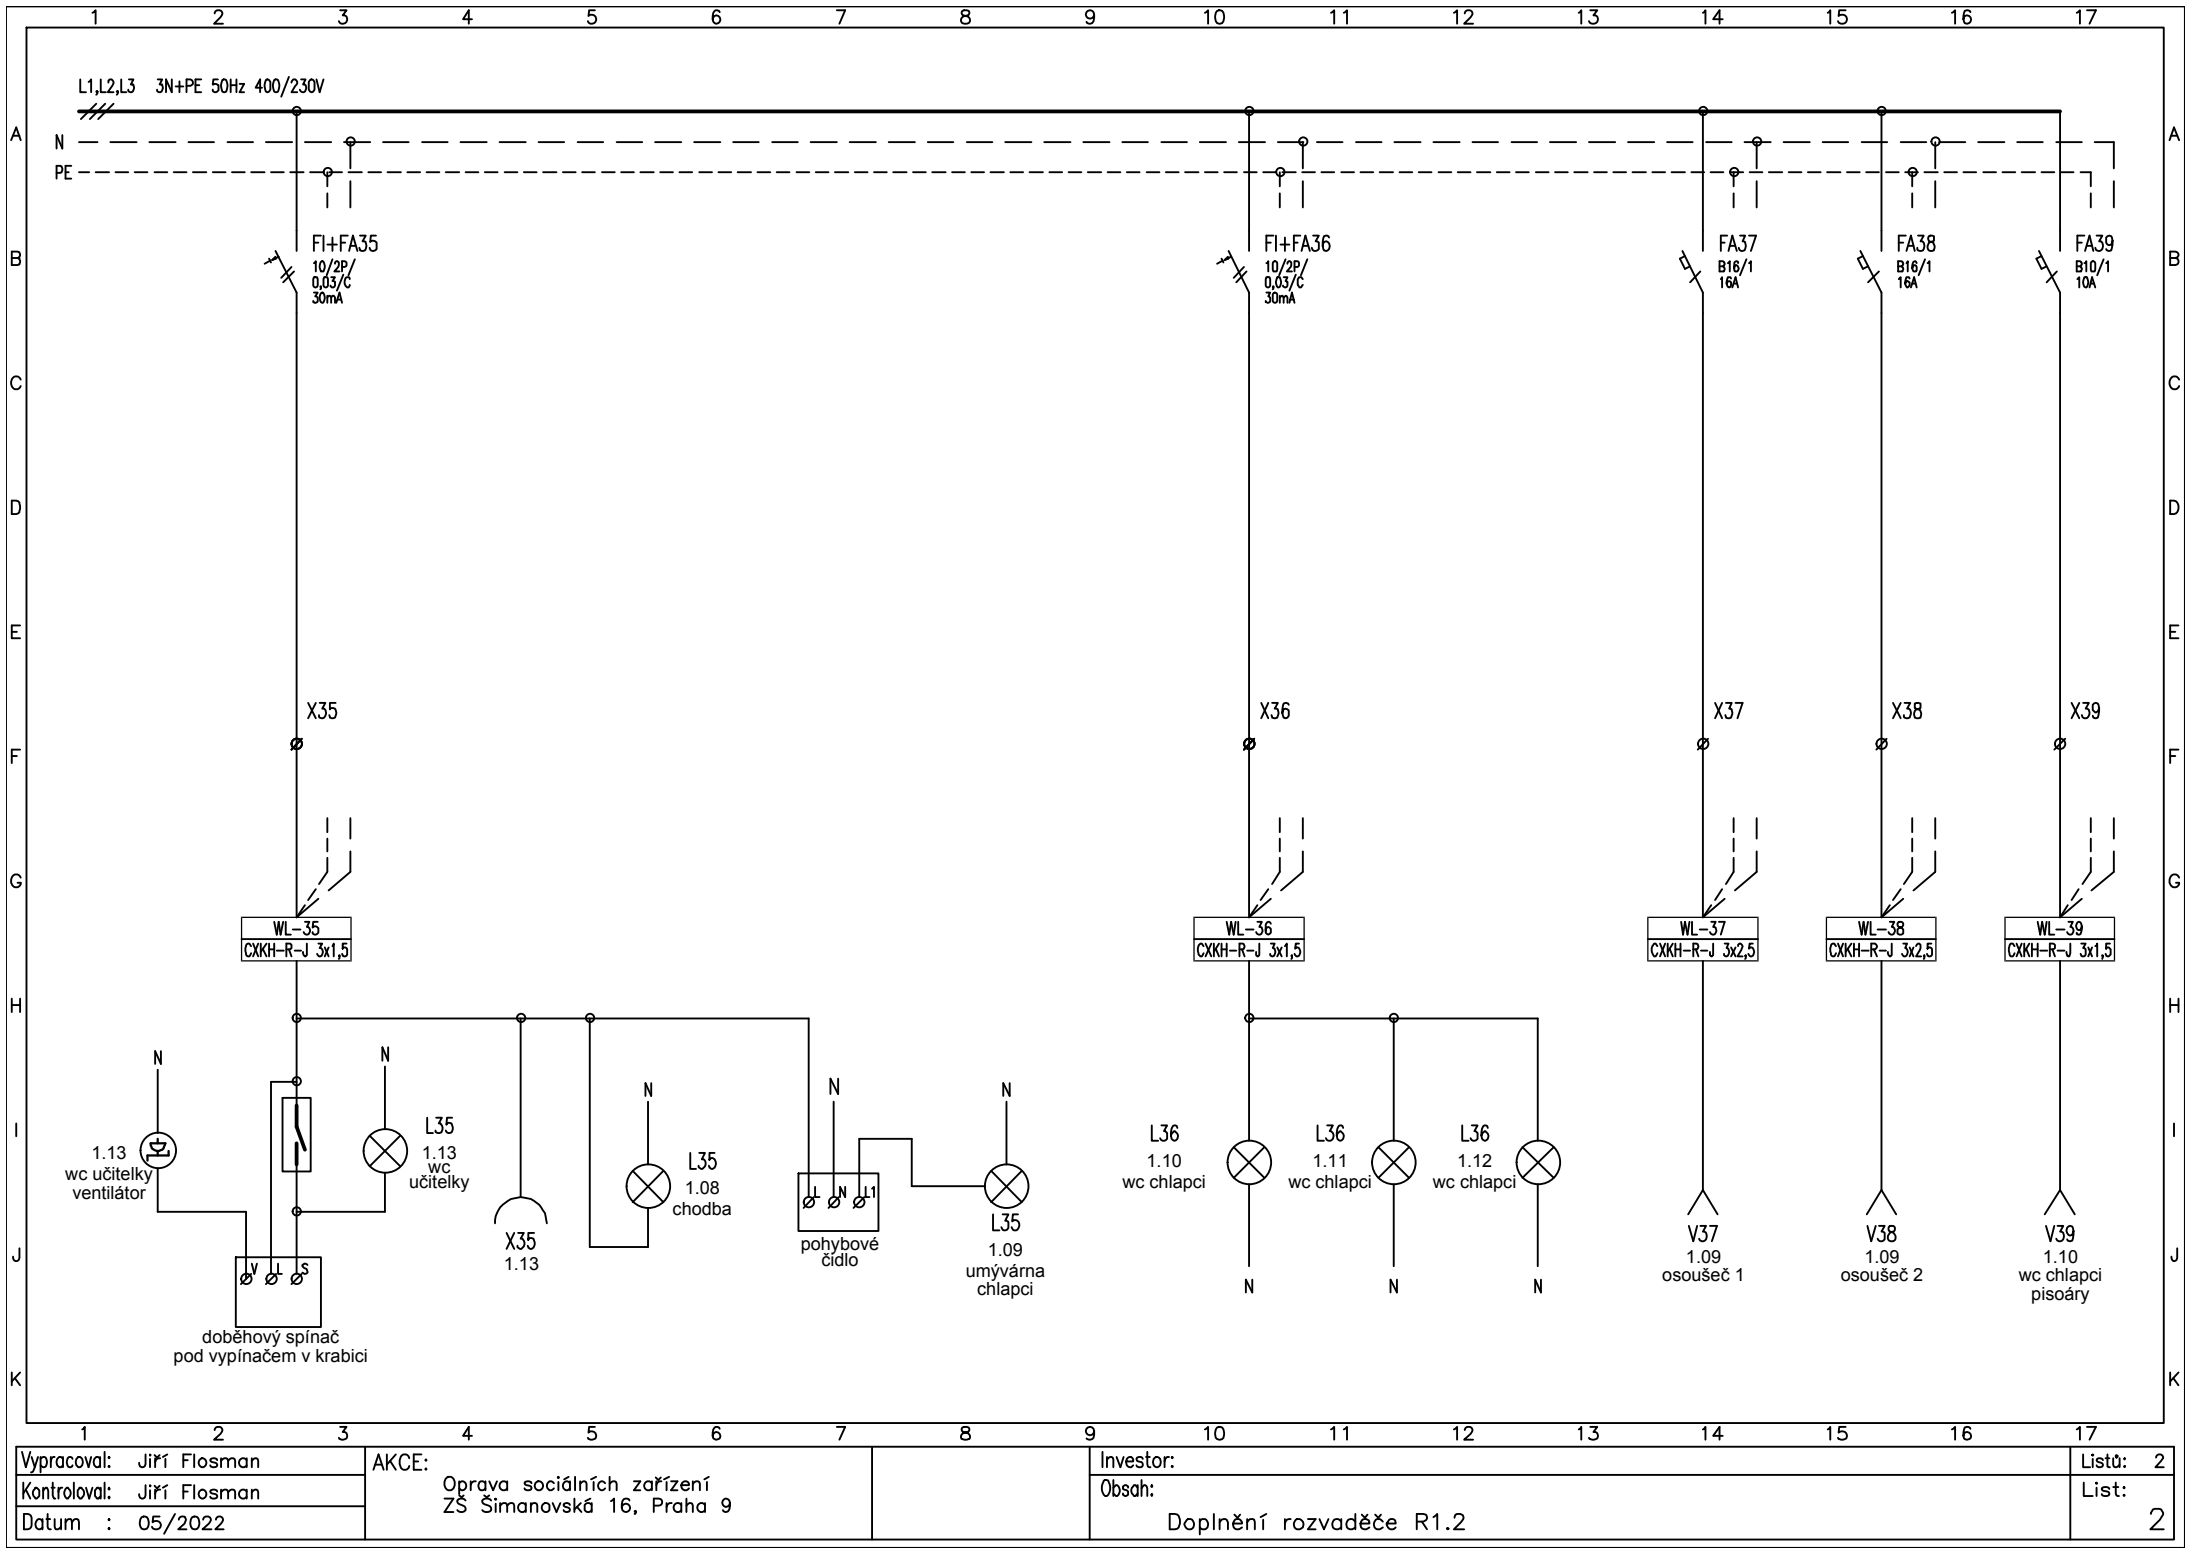 1 2 3 4 5 6 7 8 9 10 11 12 13 14 15 16 17
L1,L2,L3 3N+PE 50Hz 400/230V
A A
N
PE
B B
FI+FA35
10/2P/
0,03/C
30mA
FI+FA36
10/2P/
0,03/C
30mA
FA37
B16/1
16A
FA38
B16/1
16A
FA39
B10/1
10A
C C
D D
E E
X35 X36 X37 X38 X39
F F
G G
WL-35
CXKH-R-J 3x1,5
WL-36
CXKH-R-J 3x1,5
WL-37
CXKH-R-J 3x2,5
WL-38
CXKH-R-J 3x2,5
WL-39
CXKH-R-J 3x1,5
H H
I I
N
1.13
wc učitelky
ventilátor
N
L35
1.13
wc
učitelky
X35
1.13
N
L35
1.08
chodba
N
L N L1
pohybové
čidlo
N
L35
1.09
umývárna
chlapci
L36
1.10
wc chlapci
N
L36
1.11
wc chlapci
N
L36
1.12
wc chlapci
N
V37
1.09
osoušeč 1
V38
1.09
osoušeč 2
V39
1.10
wc chlapci
pisoáry
J J
V L S
doběhový spínač
pod vypínačem v krabici
K K
1 2 3 4 5 6 7 8 9 10 11 12 13 14 15 16 17
Vypracoval: Jiří Flosman
Kontroloval: Jiří Flosman
Datum : 05/2022
AKCE:
Oprava sociálních zařízení
ZŠ Šimanovská 16, Praha 9
Investor:
Obsah:
Doplnění rozvaděče R1.2
Listů: 2
List:
2